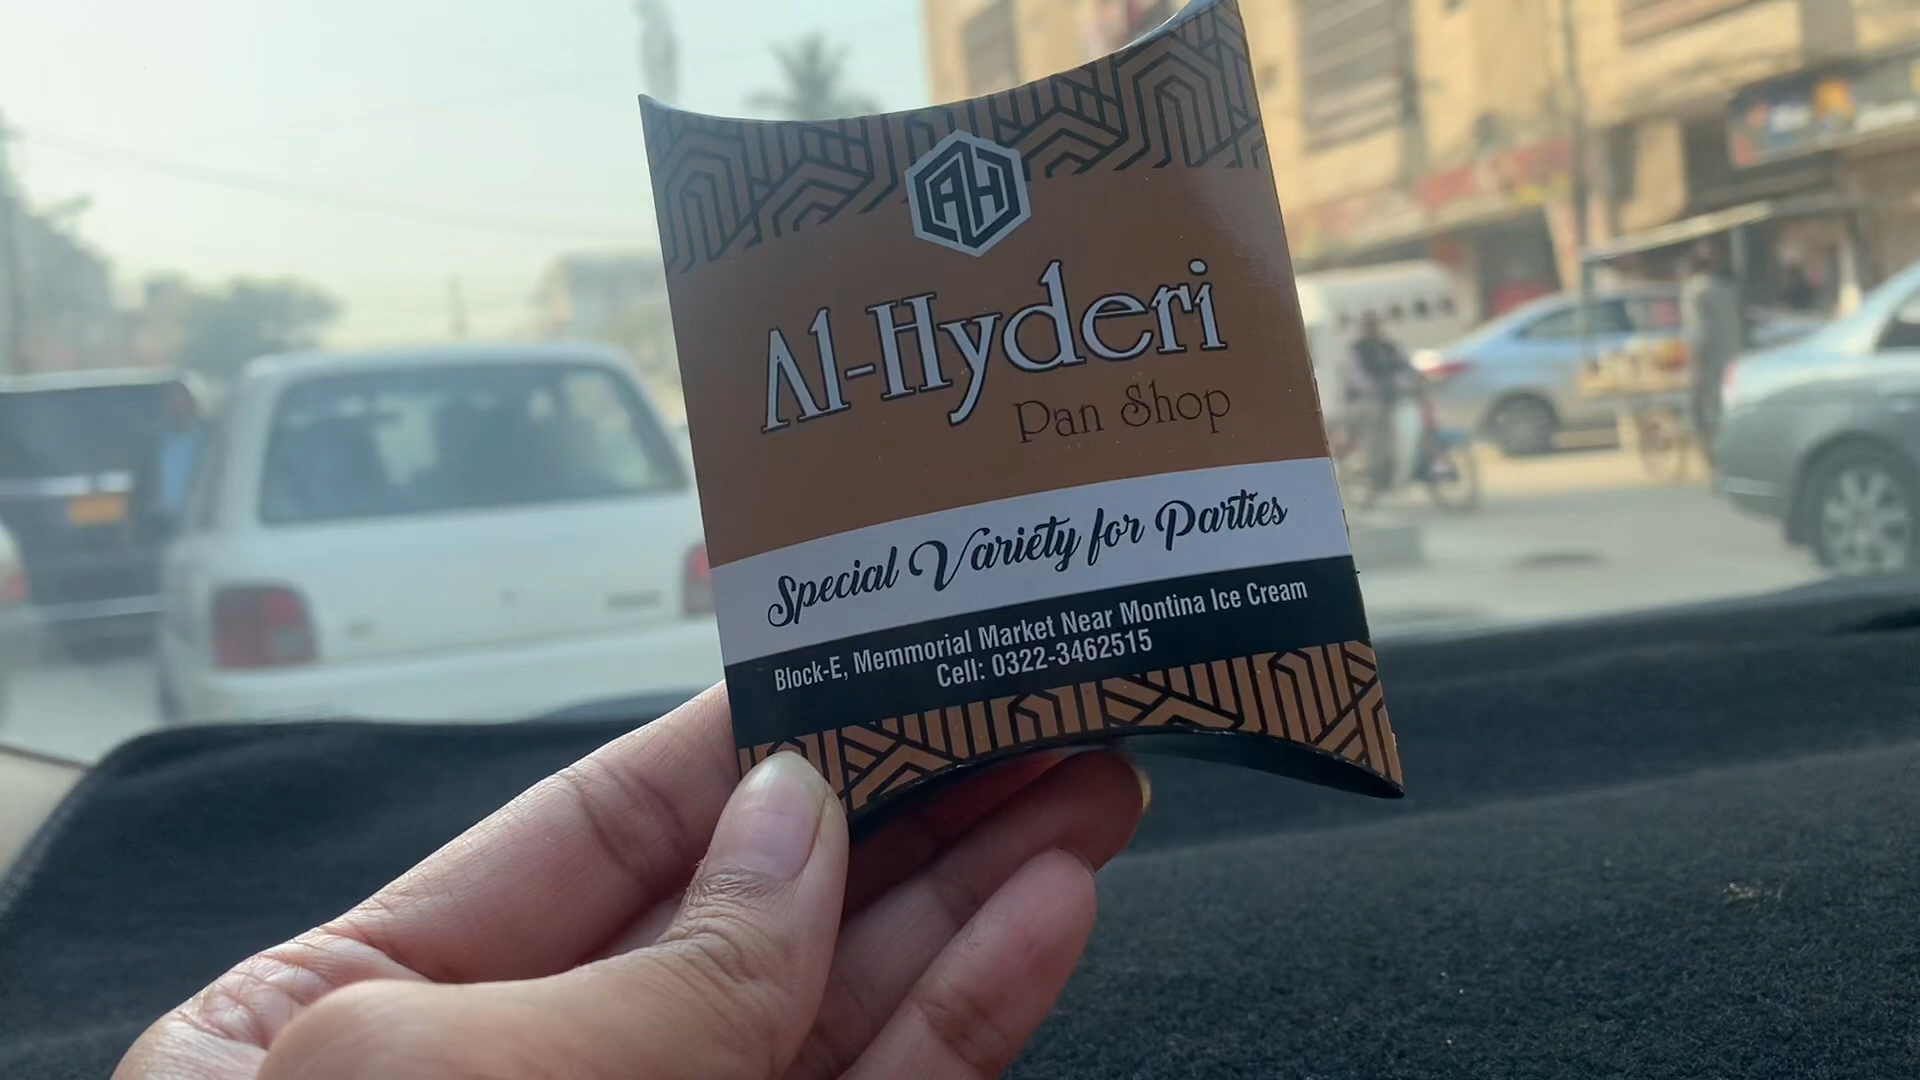 AH
Al-Hyderi
Pan Shop
Special Variety for Parties
Block-E, Memmorial Market Near Montina Ice Cream
Cell: 0322-3462515